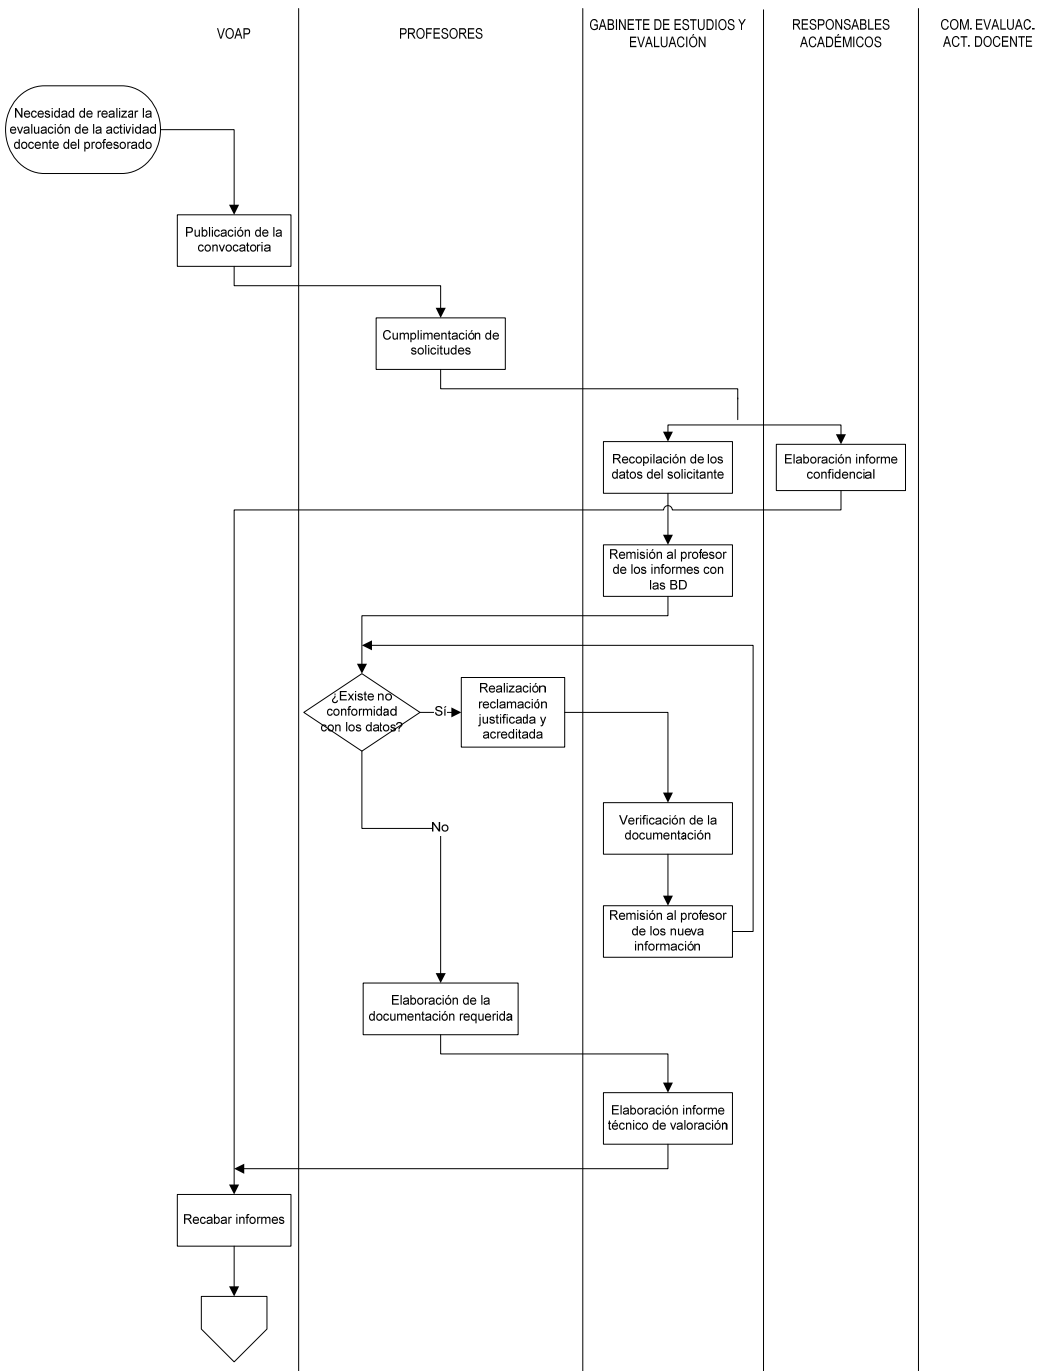 VOAP
PROFESORES
GABINETE DE ESTUDIOS Y
EVALUACIÓN
RESPONSABLES
ACADÉMICOS
COM. EVALUAC.
ACT. DOCENTE
Necesidad de realizar la
evaluación de la actividad
docente del profesorado
Publicación de la
convocatoria
Cumplimentación de
solicitudes
Recopilación de los
datos del solicitante
Elaboración informe
confidencial
Remisión al profesor
de los informes con
las BD
¿Existe no
conformidad
con los datos?
Sí
Realización
reclamación
justificada y
acreditada
Verificación de la
documentación
No
Remisión al profesor
de los nueva
información
Elaboración de la
documentación requerida
Elaboración informe
técnico de valoración
Recabar informes